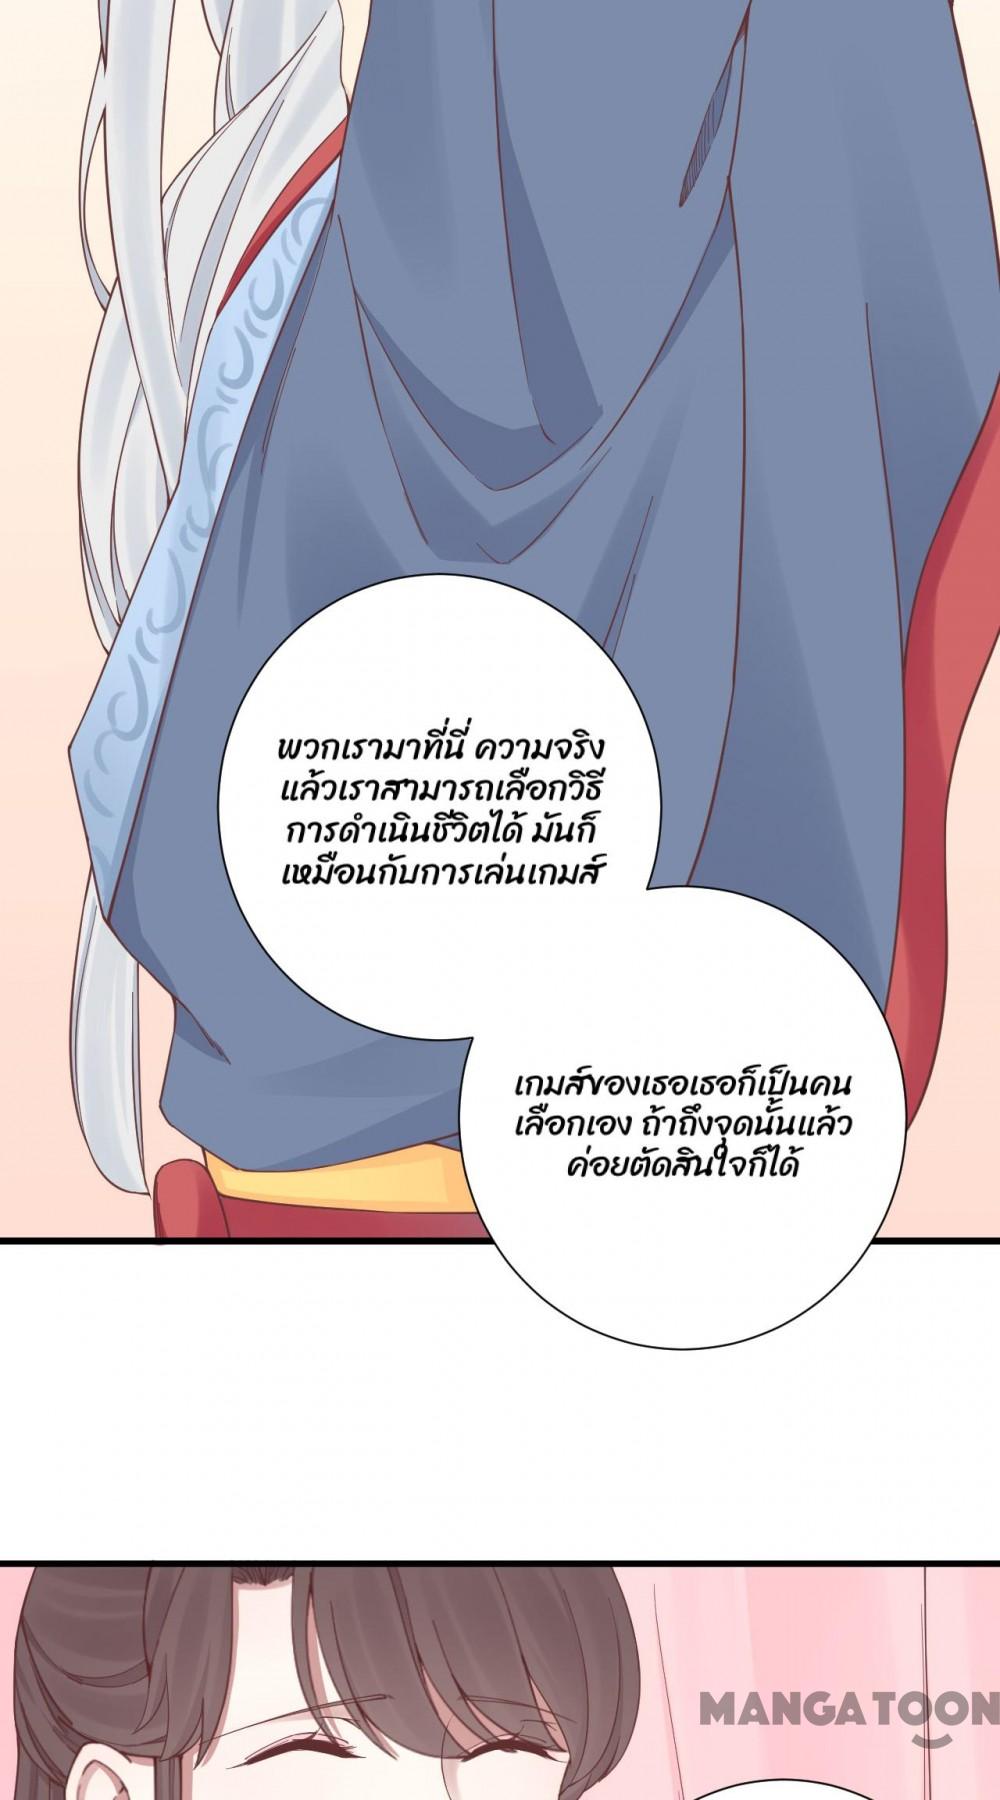 พวกเรามาที่นี่ ความจริง
แล้วเราสามารถเลือกวิธี
การดำเนินชีวิตได้ มันก็
เหมือนกับการเล่นเกมส์
เกมส์ของเธอเธอก็เป็นคน
เลือกเอง ถ้าถึงจุดนั้นแล้ว
ค่อยตัดสินใจก็ได้
MANGATOON